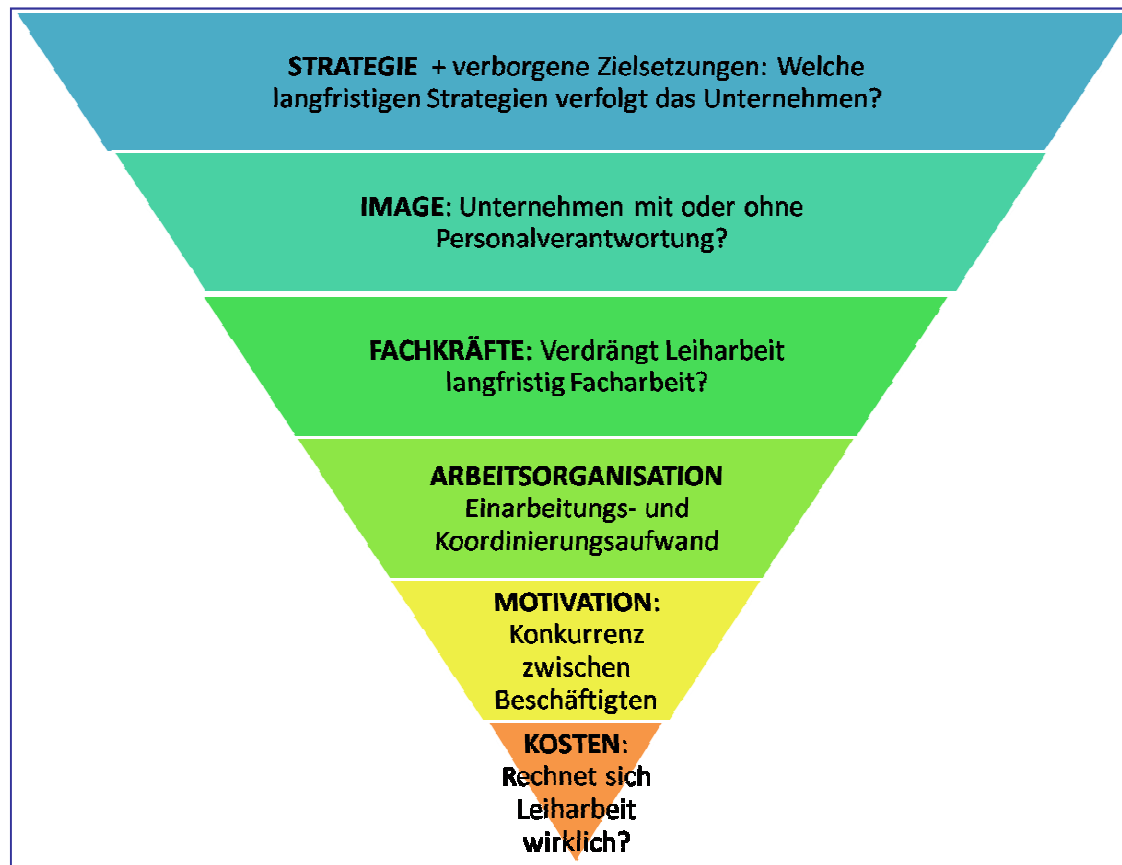 STRATEGIE + verborgene Zielsetzungen: Welche
langfristigen Strategien verfolgt das Unternehmen?
IMAGE: Unternehmen mit oder ohne
Personalverantwortung?
FACHKRÄFTE: Verdrängt Leiharbeit
langfristig Facharbeit?
ARBEITSORGANISATION
Einarbeitungs- und
Koordinierungsaufwand
MOTIVATION:
Konkurrenz
zwischen
Beschäftigten
KOSTEN:
Rechnet sich
Leiharbeit
wirklich?